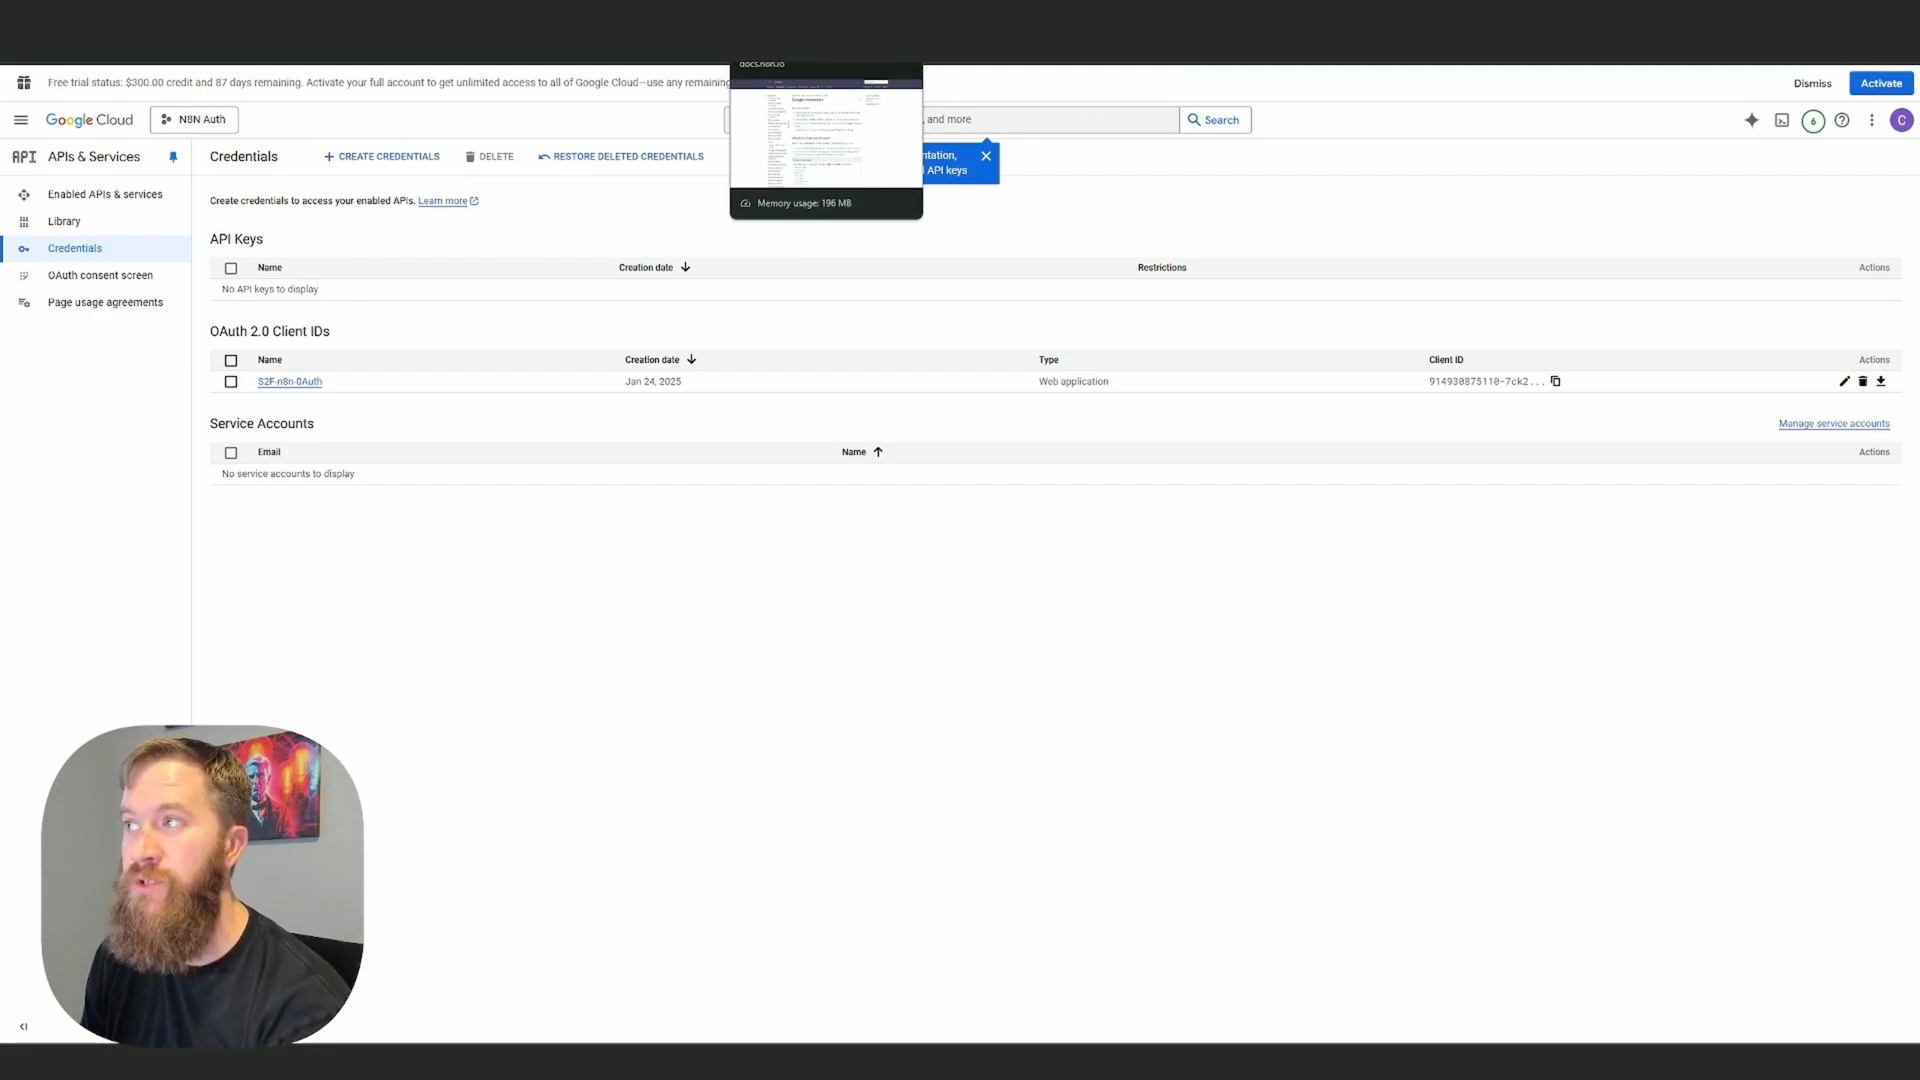 docs.n8n.io
Free trial status: $300.00 credit and 87 days remaining. Activate your full account to get unlimited access to all of Google Cloud—use any remaining
Dismiss
Activate
Google Cloud
N8N Auth
, and more
Search
6
C
API APIs & Services
Credentials
CREATE CREDENTIALS
DELETE
RESTORE DELETED CREDENTIALS
ntation,
API keys
Memory usage: 196 MB
Enabled APIs & services
Library
Credentials
OAuth consent screen
Page usage agreements
Create credentials to access your enabled APIs. Learn more
API Keys
Name
Creation date
Restrictions
Actions
No API keys to display
OAuth 2.0 Client IDs
Name
Creation date
Type
Client ID
Actions
S2F-n8n-0Auth
Jan 24, 2025
Web application
914930875110-7ck2...
Service Accounts
Manage service accounts
Email
Name
Actions
No service accounts to display